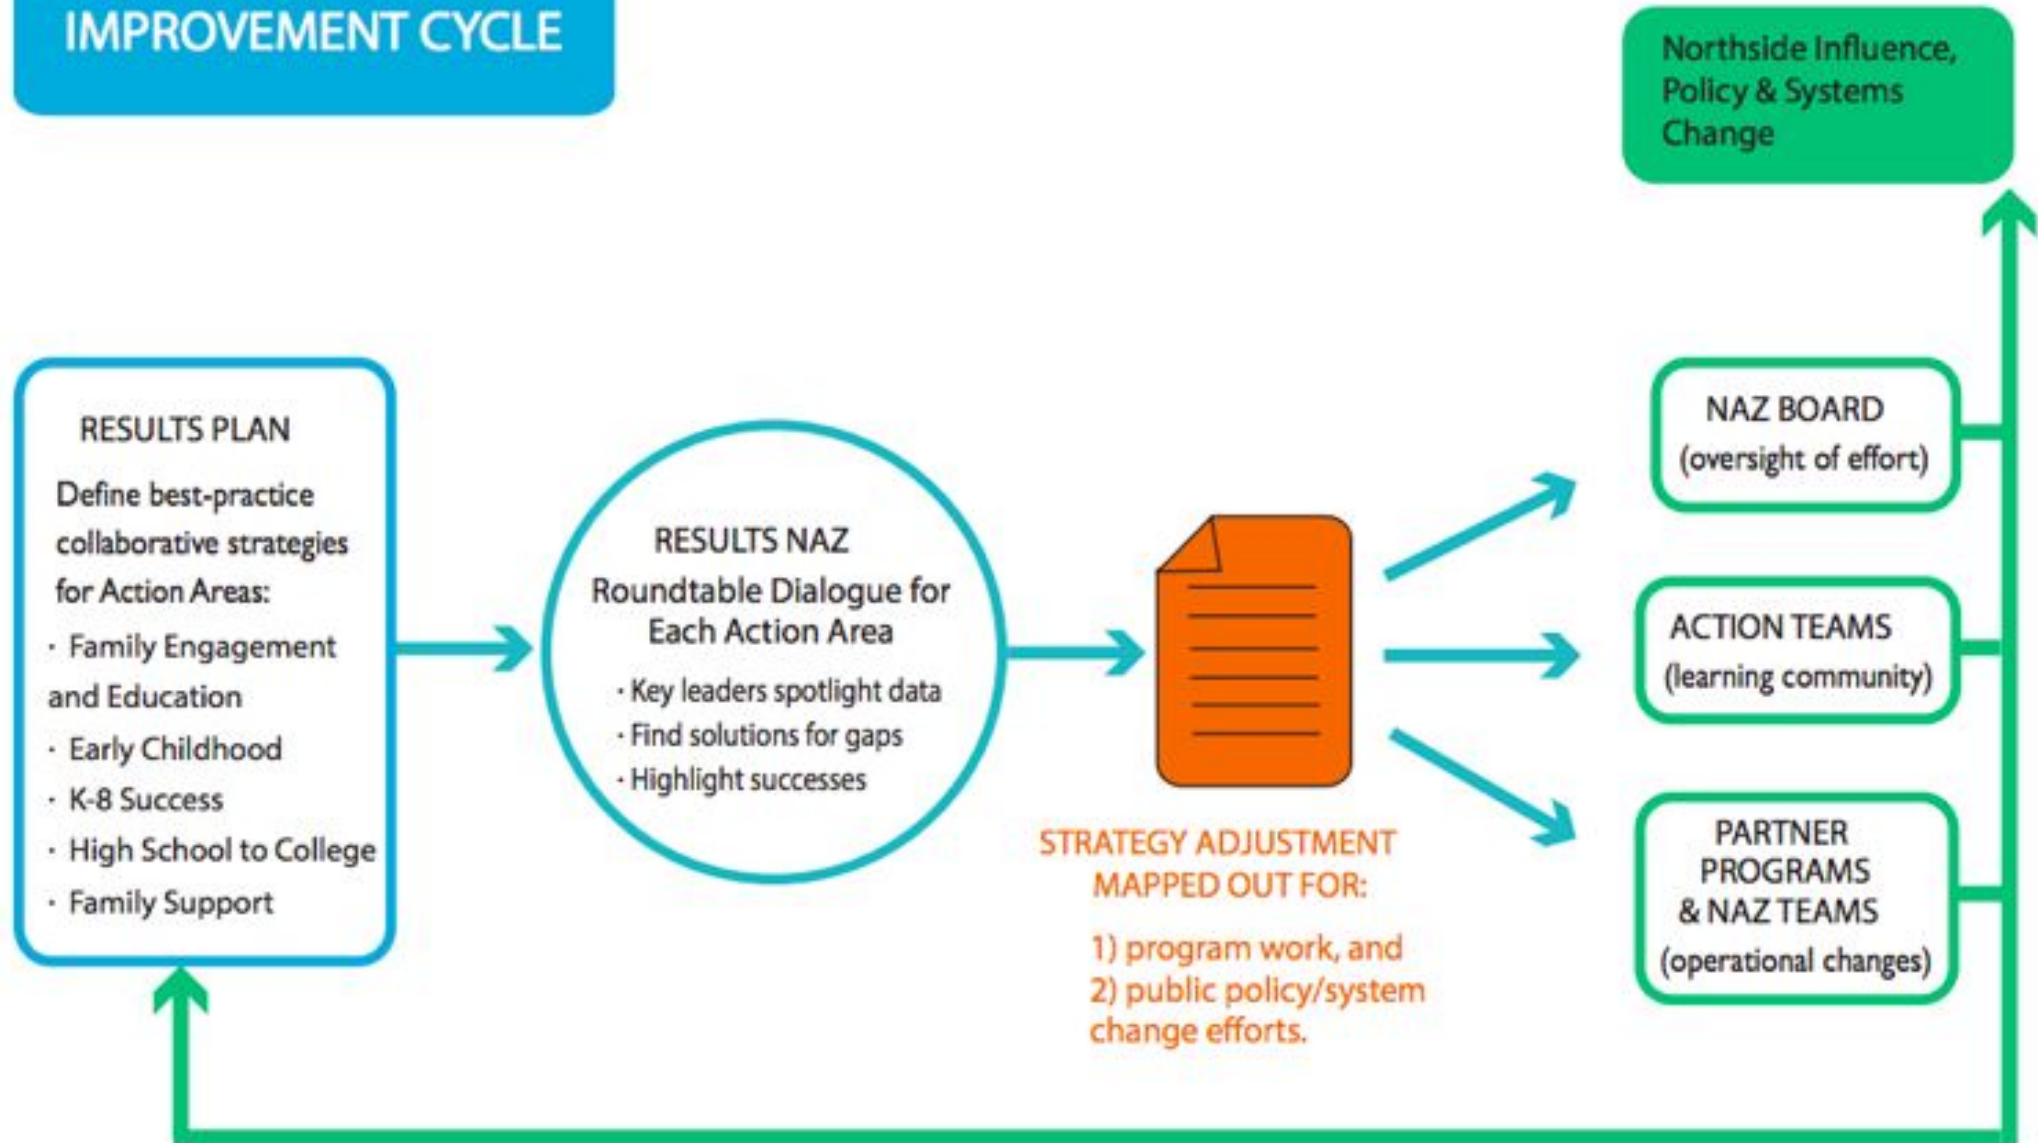 IMPROVEMENT CYCLE
Northside Influence,
Policy & Systems
Change
RESULTS PLAN
Define best-practice
collaborative strategies
for Action Areas:
· Family Engagement
and Education
· Early Childhood
· K-8 Success
· High School to College
· Family Support
RESULTS NAZ
Roundtable Dialogue for
Each Action Area
· Key leaders spotlight data
· Find solutions for gaps
· Highlight successes
STRATEGY ADJUSTMENT
MAPPED OUT FOR:
1) program work, and
2) public policy/system
change efforts.
NAZ BOARD
(oversight of effort)
ACTION TEAMS
(learning community)
PARTNER
PROGRAMS
& NAZ TEAMS
(operational changes)